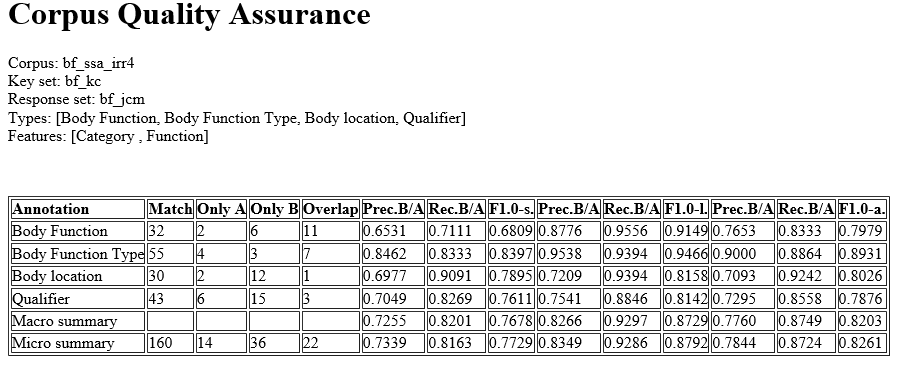 Corpus Quality Assurance
Corpus: bf_ssa_irr4
Key set: bf_kc
Response set: bf_jcm
Types: [Body Function, Body Function Type, Body location, Qualifier]
Features: [Category , Function]
Annotation Match Only A Only B Overlap Prec.B/A Rec.B/A F1.0-s. Prec.B/A Rec.B/A F1.0-l. Prec.B/A Rec.B/A F1.0-a.
Body Function 32 2 6 11 0.6531 0.7111 0.6809 0.8776 0.9556 0.9149 0.7653 0.8333 0.7979
Body Function Type 55 4 3 7 0.8462 0.8333 0.8397 0.9538 0.9394 0.9466 0.9000 0.8864 0.8931
Body location 30 2 12 1 0.6977 0.9091 0.7895 0.7209 0.9394 0.8158 0.7093 0.9242 0.8026
Qualifier 43 6 15 3 0.7049 0.8269 0.7611 0.7541 0.8846 0.8142 0.7295 0.8558 0.7876
Macro summary 0.7255 0.8201 0.7678 0.8266 0.9297 0.8729 0.7760 0.8749 0.8203
Micro summary 160 14 36 22 0.7339 0.8163 0.7729 0.8349 0.9286 0.8792 0.7844 0.8724 0.8261